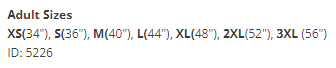 Adult Sizes
XS(34"), S(36"), M(40"), L(44"), XL(48"), 2XL(52"), 3XL (56")
ID: 5226